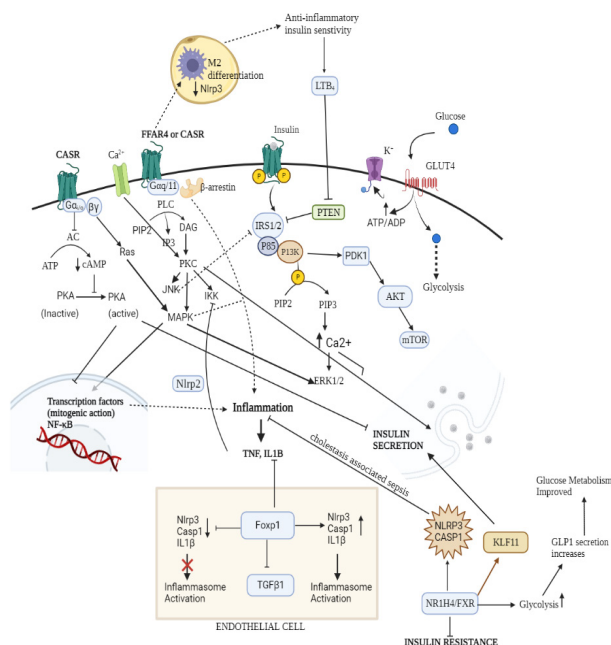 Anti-inflammatory
insulin senstivity
M2
differentiation
Nlrp3
LTB4
Glucose
FFAR4 or CASR
Insulin
K⁻
GLUT4
CASR
Ca²⁺
Gαi/o
βγ
Gαq/11
β-arrestin
P
P
PTEN
ATP/ADP
PLC
AC
PIP2
DAG
IP3
IRS1/2
P85
P13K
PDK1
Ras
ATP
cAMP
PKC
Glycolysis
JNK
IKK
P
PKA
PKA
(Inactive)
(active)
MAPK
PIP2
PIP3
AKT
mTOR
Ca2+
ERK1/2
Nlrp2
Transcription factors
(mitogenic action)
NF-κB
Inflammation
TNF, IL1B
INSULIN
SECRETION
cholestasis associated sepsis
Nlrp3
Casp1
IL1β
Foxp1
Nlrp3
Casp1
IL1β
TGFβ1
Inflammasome
Activation
Inflammasome
Activation
ENDOTHELIAL CELL
NLRP3
CASP1
KLF11
Glucose Metabolism
Improved
GLP1 secretion
increases
NR1H4/FXR
Glycolysis
INSULIN RESISTANCE